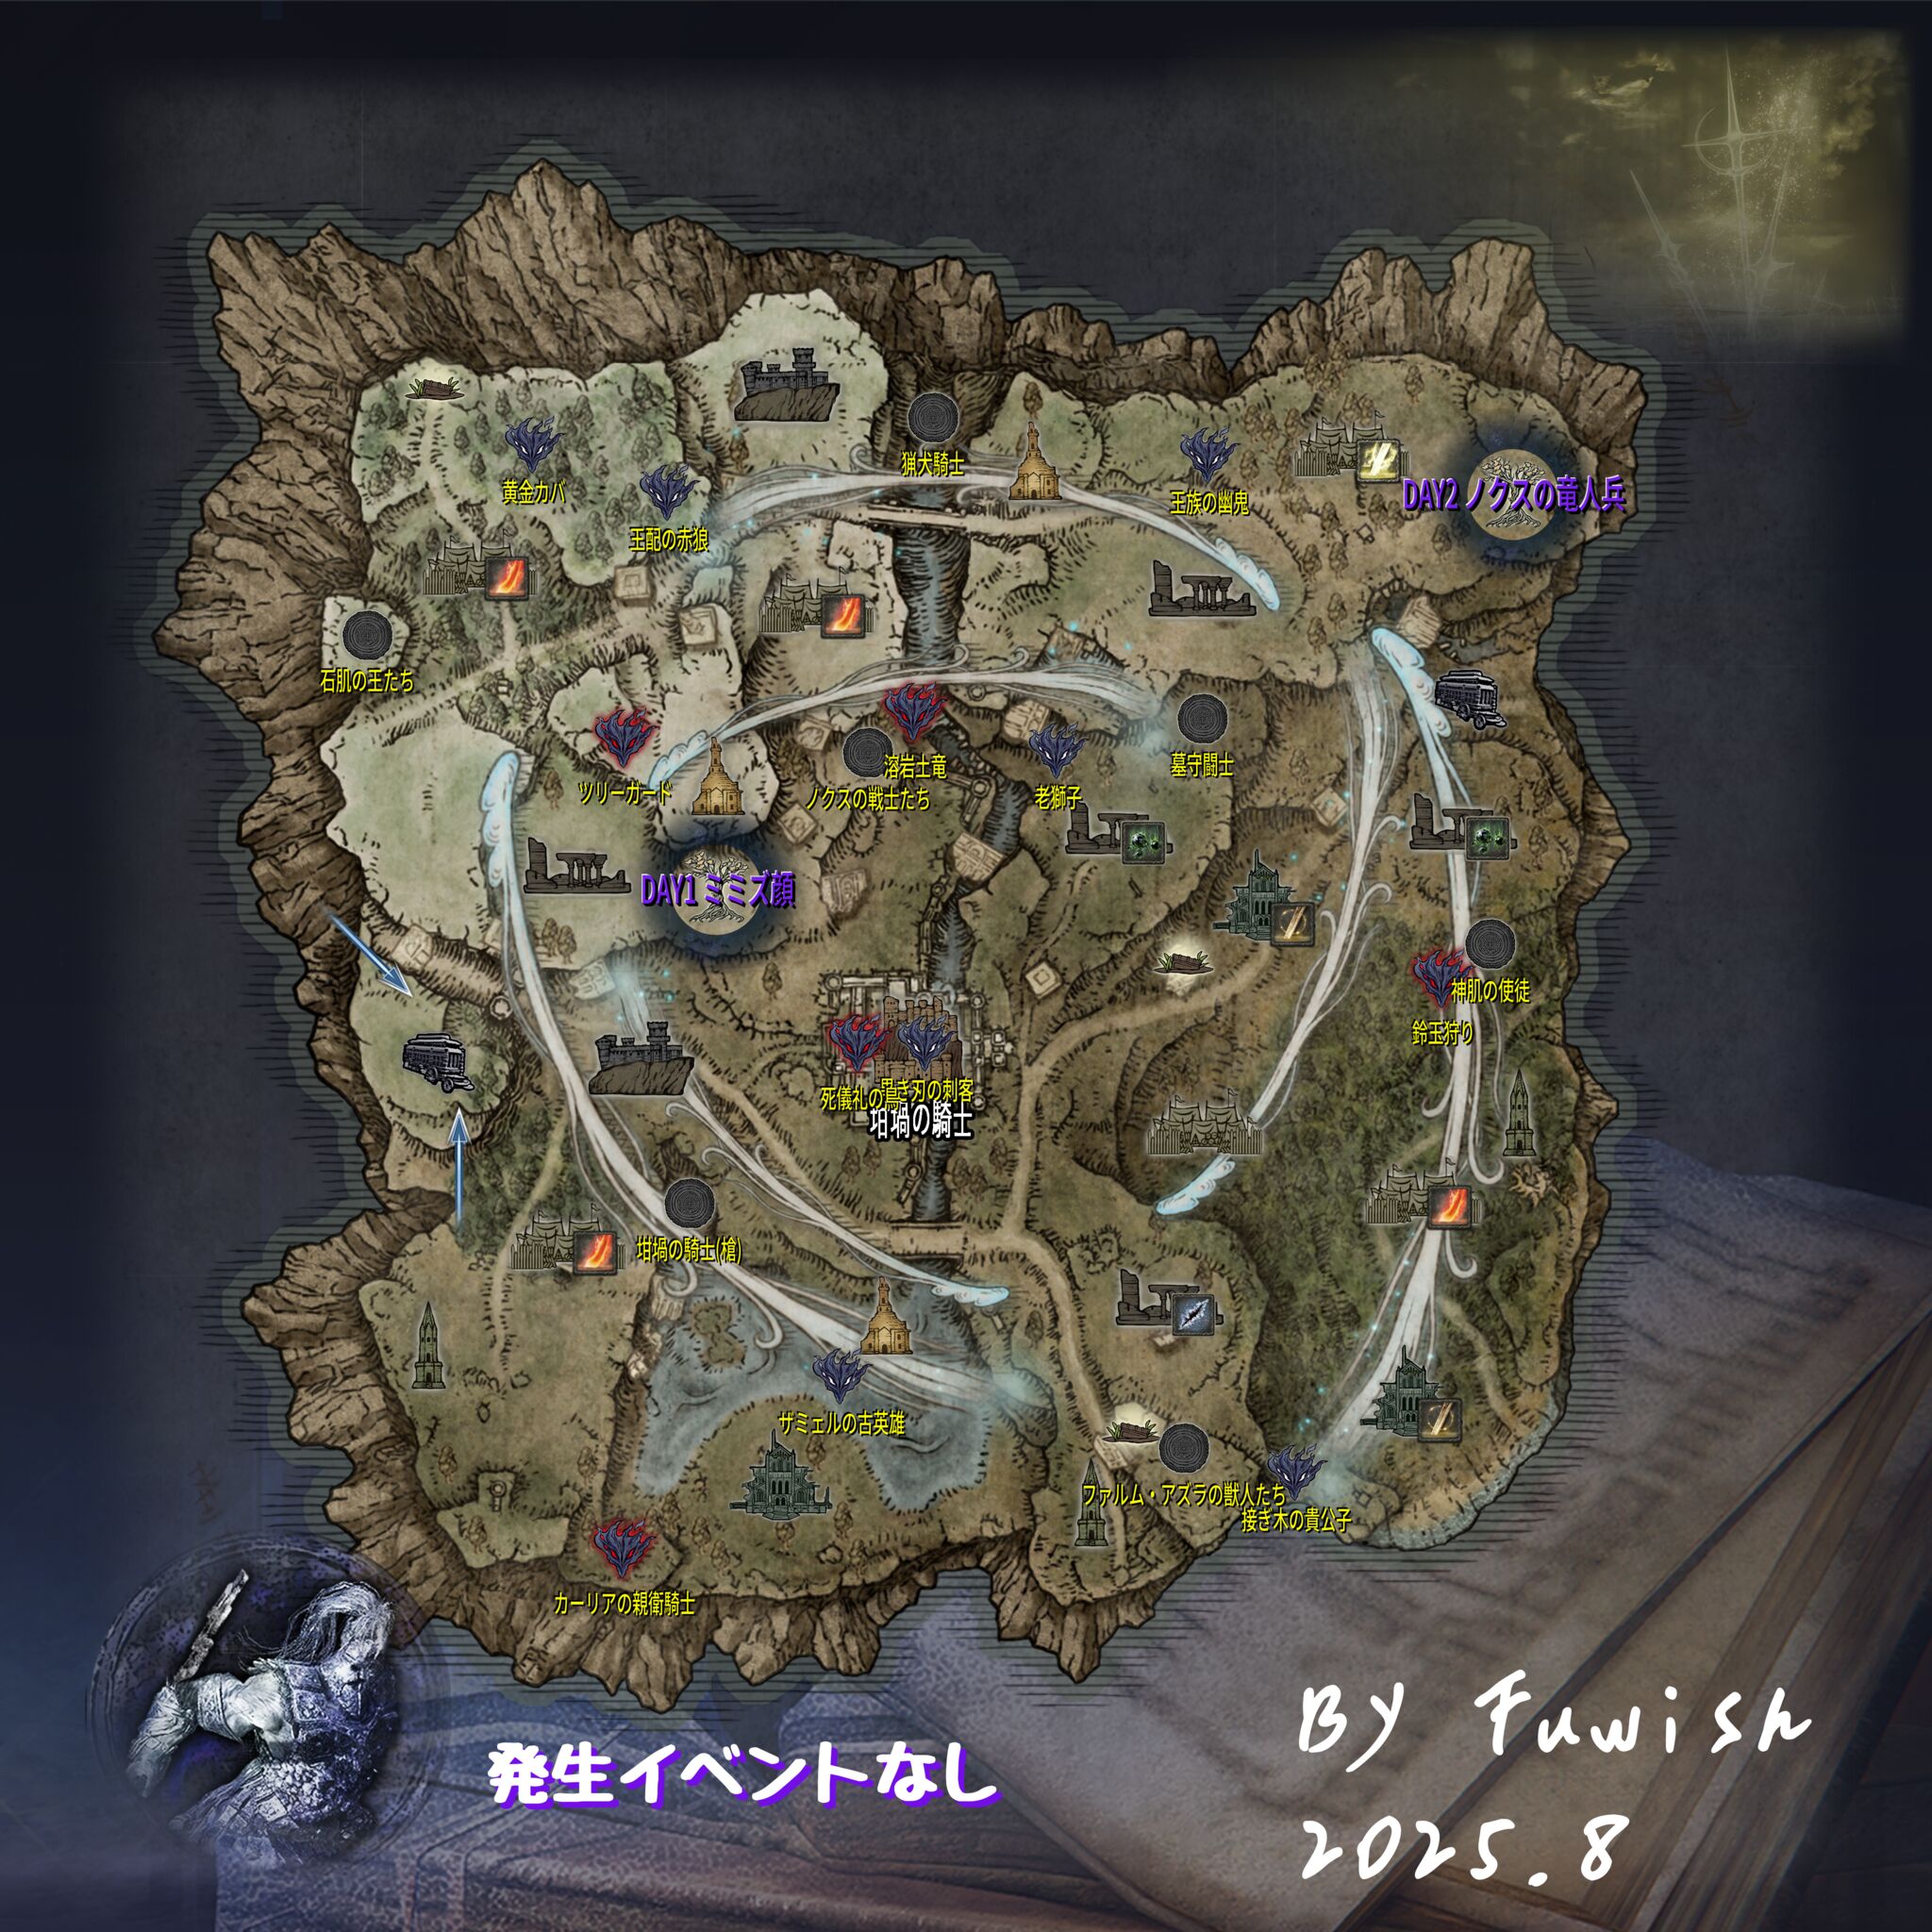 猟犬騎士
黄金カバ
王族の幽鬼
DAY2 ノクスの竜人兵
王配の赤狼
石肌の王たち
溶岩土竜
墓守闘士
ツリーガード
ノクスの戦士たち
老獅子
DAY1 ミミズ顔
神肌の使徒
鈴玉狩り
死儀礼の鳥
黒き刃の刺客
坩堝の騎士
坩堝の騎士(槍)
ザミェルの古英雄
ファルム・アズラの獣人たち
接ぎ木の貴公子
カーリアの親衛騎士
発生イベントなし
BY Fuwish
2025.8